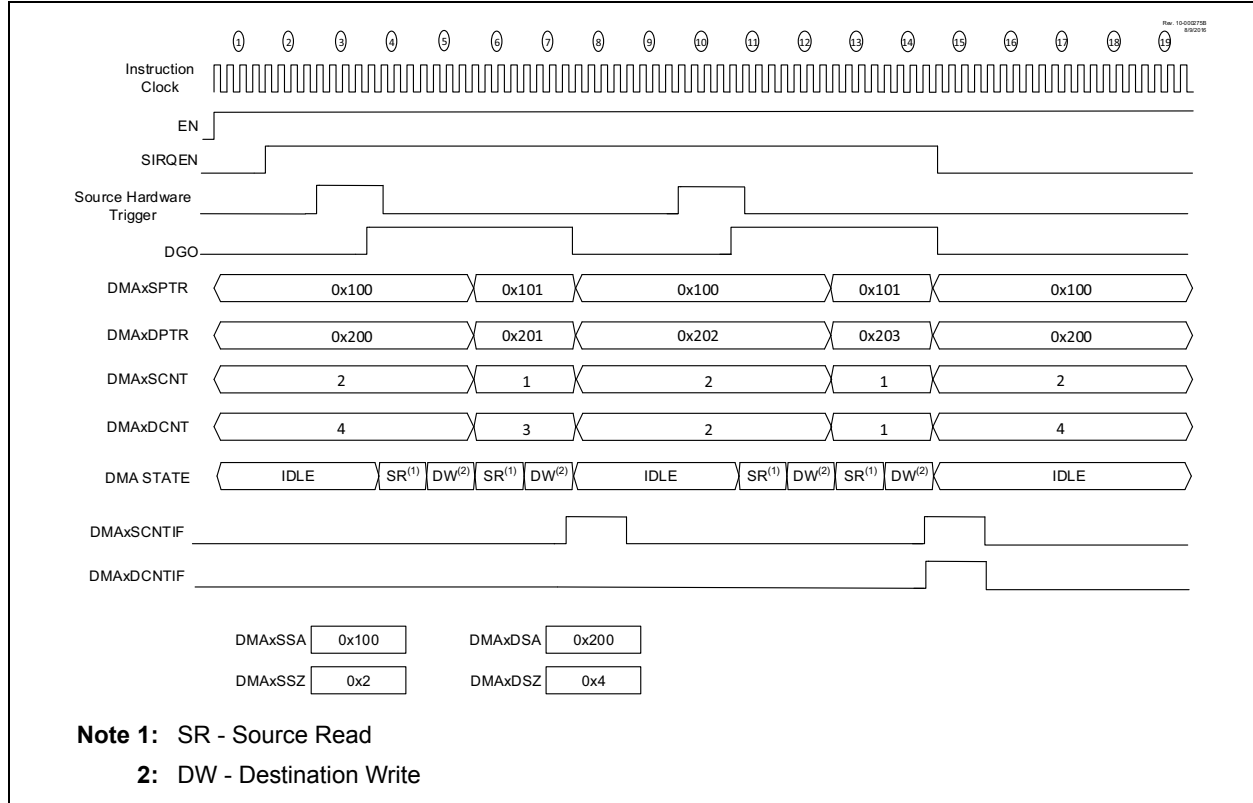 Rev. 10-000275B
8/9/2016
1 2 3 4 5 6 7 8 9 10 11 12 13 14 15 16 17 18 19
Instruction
Clock
EN
SIRQEN
Source Hardware
Trigger
DGO
DMAxSPTR 0x100 0x101 0x100 0x101 0x100
DMAxDPTR 0x200 0x201 0x202 0x203 0x200
DMAxSCNT 2 1 2 1 2
DMAxDCNT 4 3 2 1 4
DMA STATE IDLE SR(1) DW(2) SR(1) DW(2) IDLE SR(1) DW(2) SR(1) DW(2) IDLE
DMAxSCNTIF
DMAxDCNTIF
DMAxSSA 0x100 DMAxDSA 0x200
DMAxSSZ 0x2 DMAxDSZ 0x4
Note 1: SR - Source Read
2: DW - Destination Write